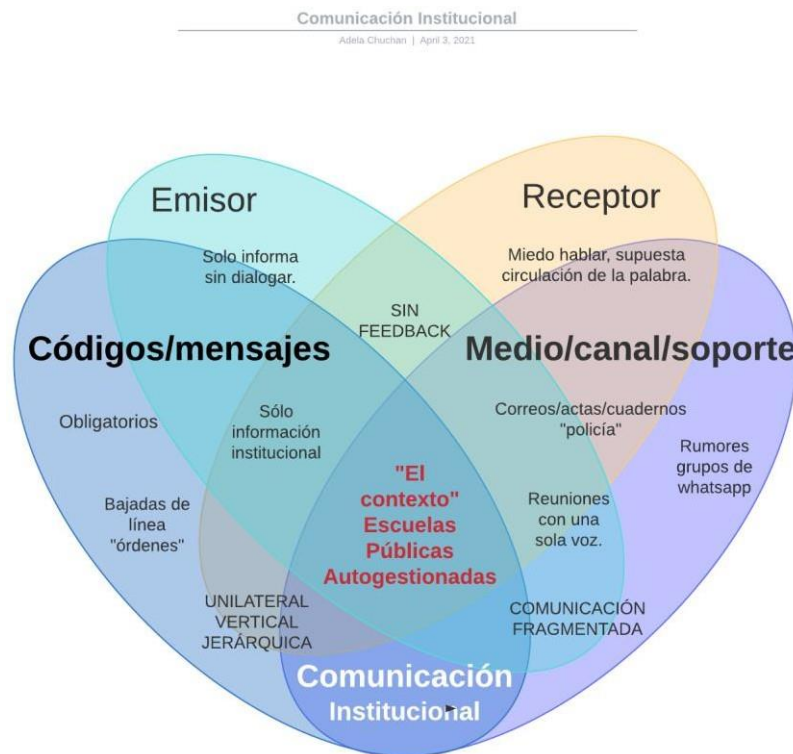 Comunicación Institucional
Adela Chuchan | April 3, 2021
Emisor
Receptor
Solo informa
sin dialogar.
Miedo hablar, supuesta
circulación de la palabra.
SIN
FEEDBACK
Códigos/mensajes
Medio/canal/soporte
Obligatorios
Sólo
información
institucional
Correos/actas/cuadernos
"policía"
Rumores
grupos de
whatsapp
"El
contexto"
Escuelas
Públicas
Autogestionadas
Bajadas de
línea
"órdenes"
Reuniones
con una
sola voz.
UNILATERAL
VERTICAL
JERÁRQUICA
COMUNICACIÓN
FRAGMENTADA
Comunicación
Institucional